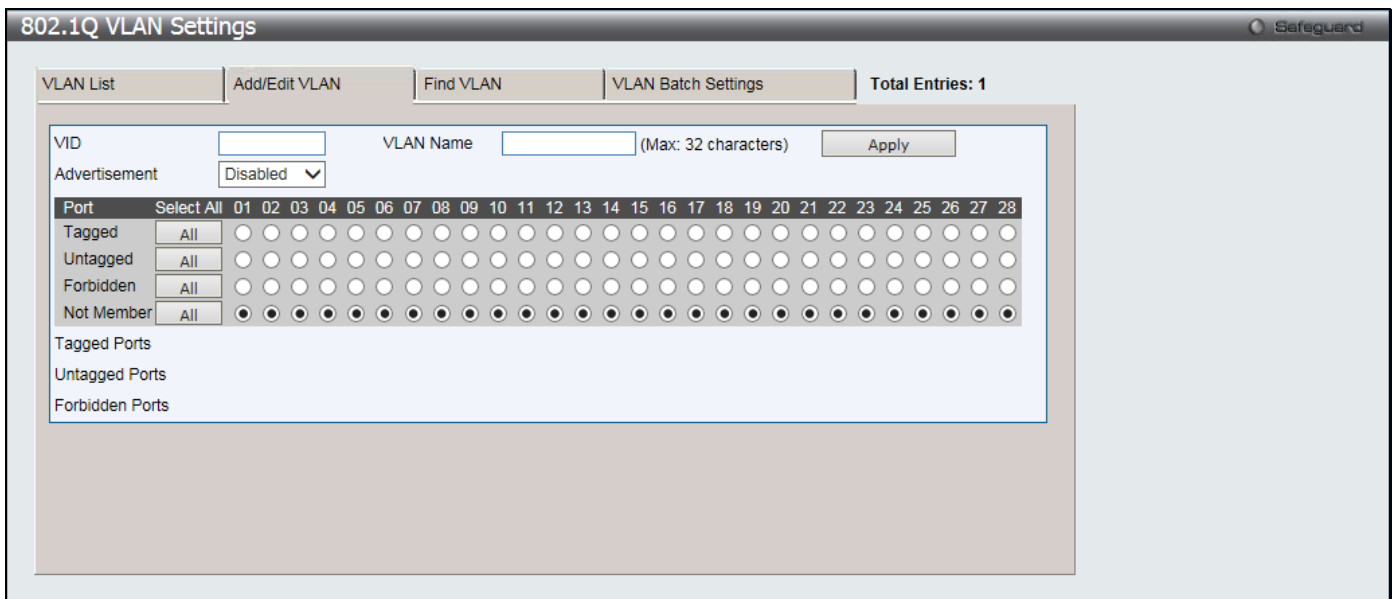 802.1Q VLAN Settings Safeguard
VLAN List Add/Edit VLAN Find VLAN VLAN Batch Settings Total Entries: 1
VID VLAN Name (Max: 32 characters) Apply
Advertisement Disabled
Port Select All 01 02 03 04 05 06 07 08 09 10 11 12 13 14 15 16 17 18 19 20 21 22 23 24 25 26 27 28
Tagged All
Untagged All
Forbidden All
Not Member All
Tagged Ports
Untagged Ports
Forbidden Ports